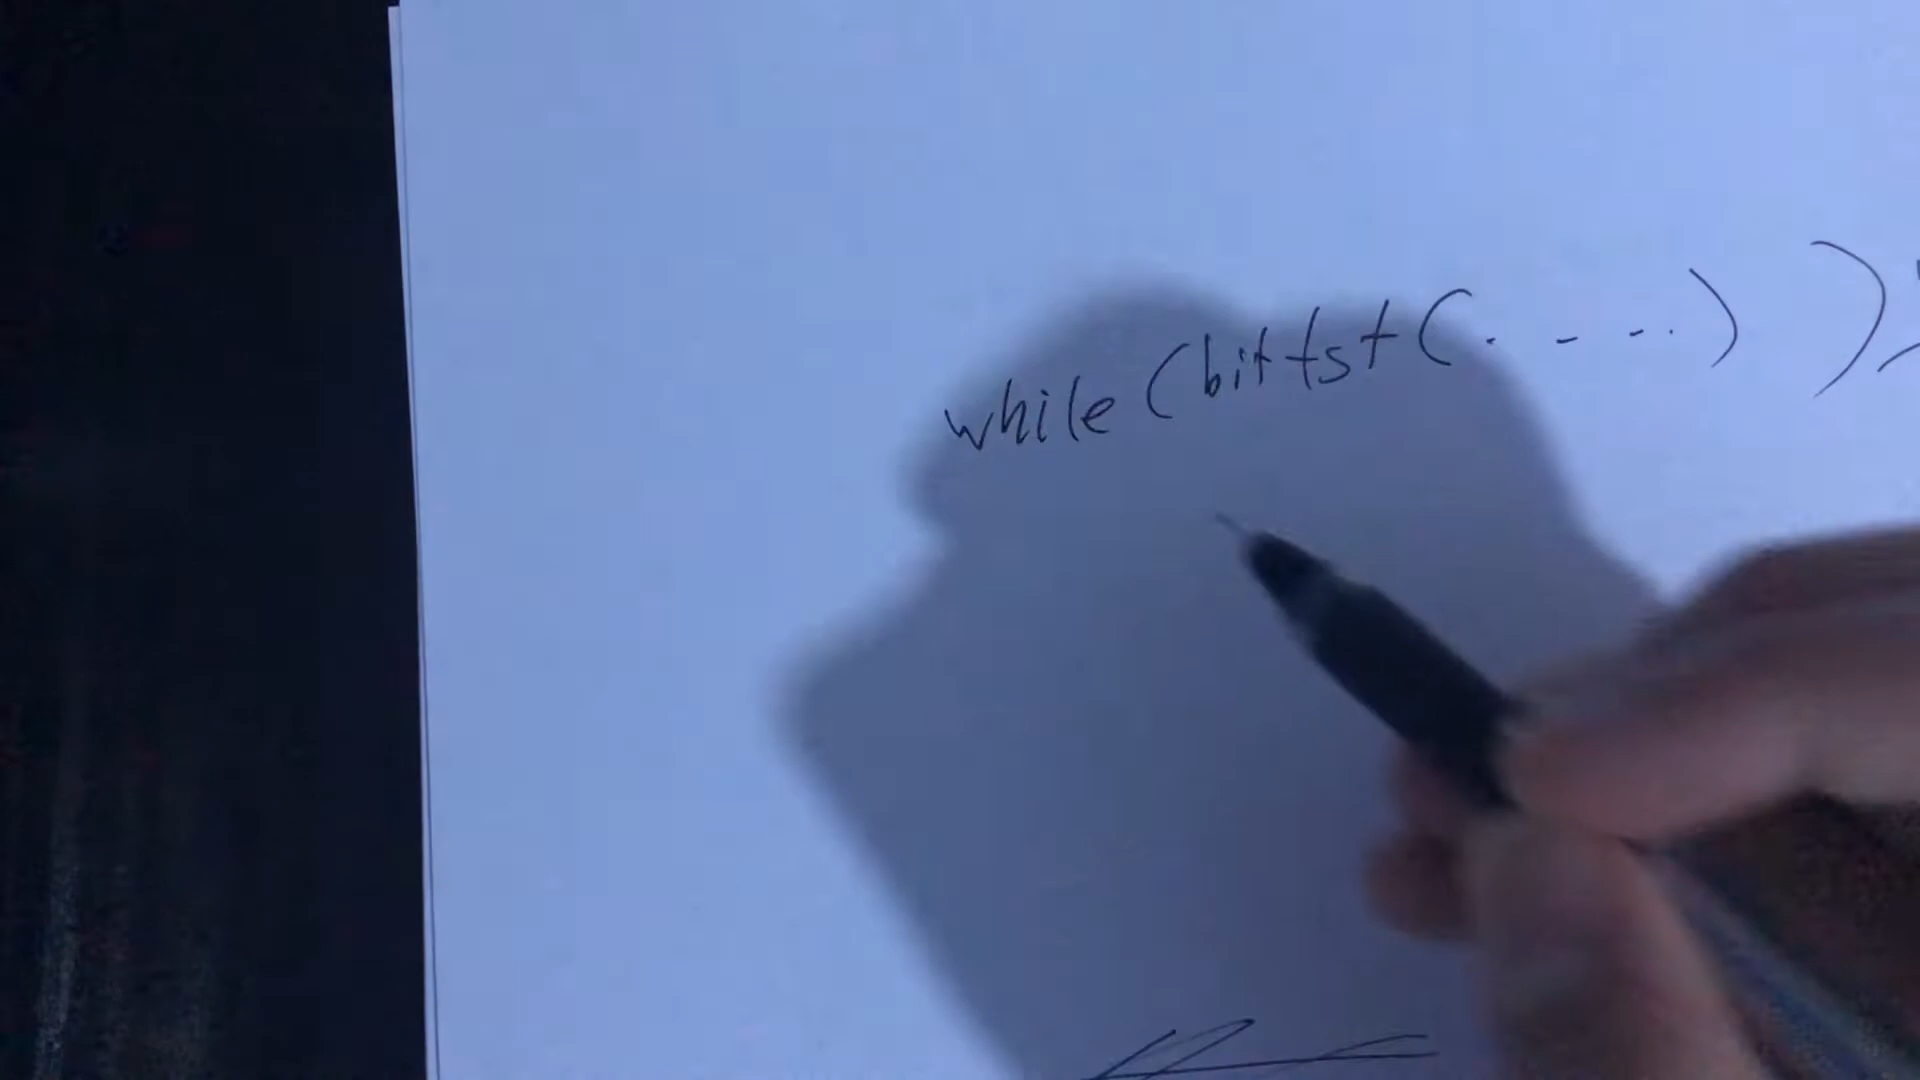 while (bittst(. - -..) )